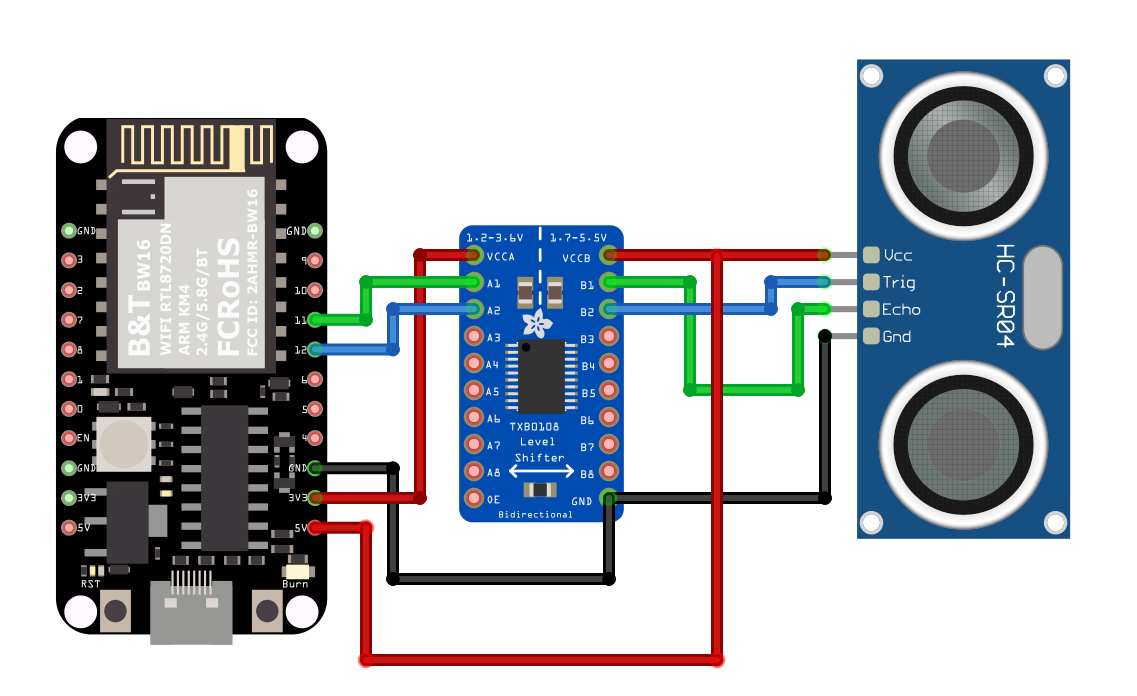 B&T BW16
WIFI RTL8720DN
ARM KM4
2.4G/5.8G/BT
FCRoHS
FCC ID: 2AHMR-BW16
GND
3
2
7
8
1
0
EN
GND
3V3
5V
RST
GND
9
10
11
12
6
5
4
GND
3V3
5V
Burn
1.2-3.6V
1.7-5.5V
VCCA
A1
A2
A3
A4
A5
A6
A7
A8
OE
VCCB
B1
B2
B3
B4
B5
B6
B7
B8
GND
TXB0108
Level
Shifter
Bidirectional
Vcc
Trig
Echo
Gnd
HC-SR04